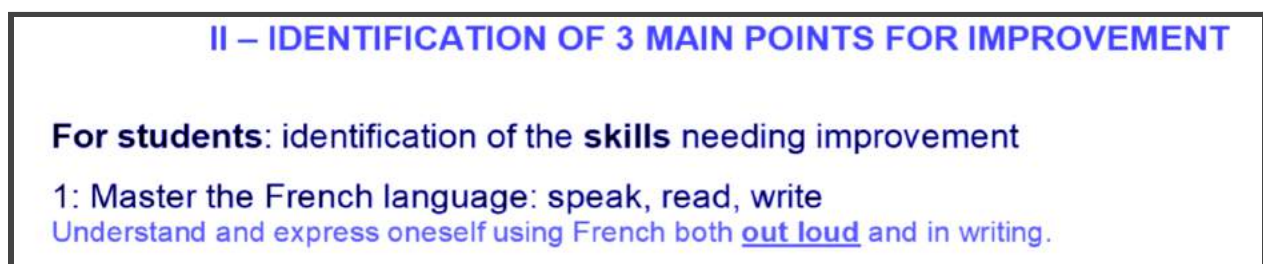 II – IDENTIFICATION OF 3 MAIN POINTS FOR IMPROVEMENT
For students: identification of the skills needing improvement
1: Master the French language: speak, read, write
Understand and express oneself using French both out loud and in writing.